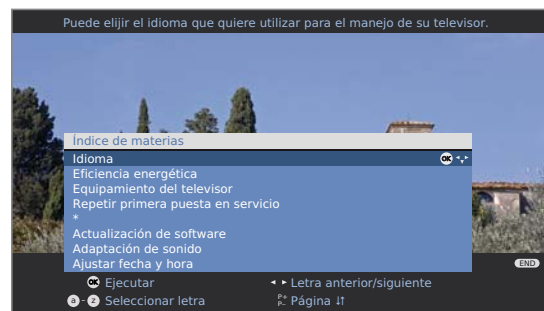 Puede elijir el idioma que quiere utilizar para el manejo de su televisor.
Índice de materias
Idioma OK
Eficiencia energética
Equipamiento del televisor
Repetir primera puesta en servicio
*
Actualización de software
Adaptación de sonido
Ajustar fecha y hora
END
OK Ejecutar ◂ ▸ Letra anterior/siguiente
a - z Seleccionar letra P+ P- Página ↓↑